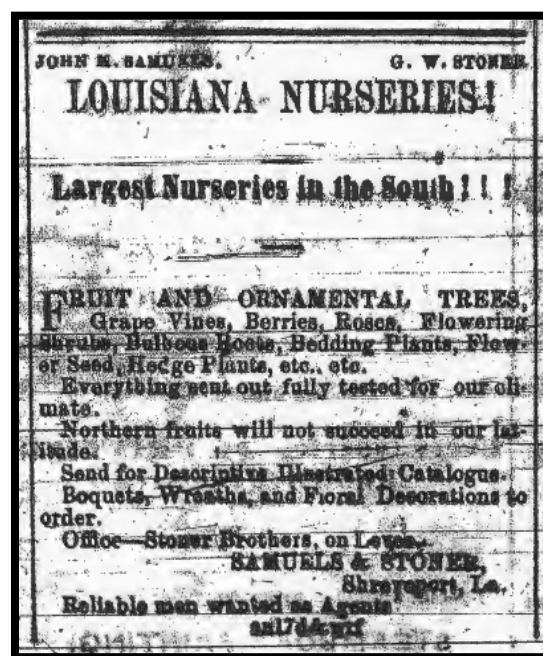 JOHN M. SAMUELS. G. W. STONER
LOUISIANA NURSERIES!
Largest Nurseries in the South! ! !
FRUIT AND ORNAMENTAL TREES,
Grape Vines, Berries, Roses, Flowering
Shrubs, Bulbous Roots, Bedding Plants, Flow-
er Seed, Hedge Plants, etc., etc.
Everything sent out fully tested for our cli-
mate.
Northern fruits will not succeed in our lat-
itude.
Send for Descriptive Illustrated Catalogue.
Boquets, Wreaths, and Floral Decorations to
order.
Office—Stoner Brothers, on Levee.
SAMUELS & STONER,
Shreveport, La.
Reliable men wanted as Agents